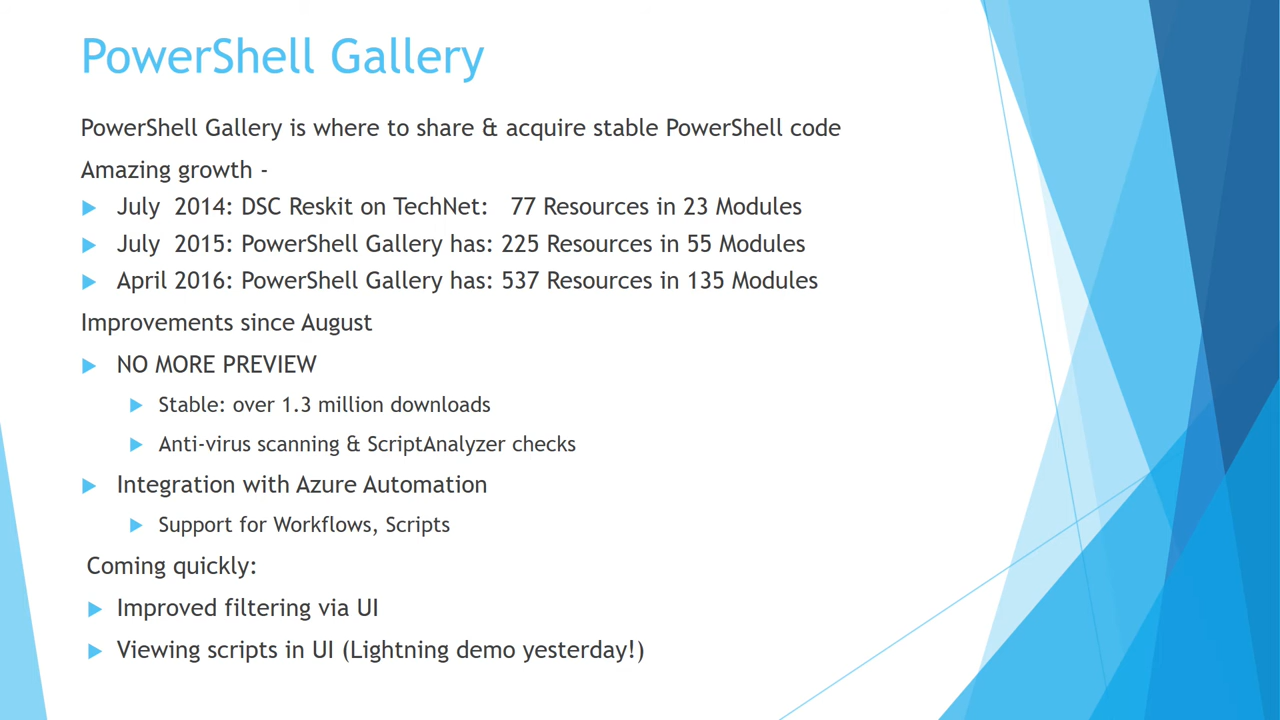 PowerShell Gallery
PowerShell Gallery is where to share & acquire stable PowerShell code
Amazing growth -
July 2014: DSC Reskit on TechNet: 77 Resources in 23 Modules
July 2015: PowerShell Gallery has: 225 Resources in 55 Modules
April 2016: PowerShell Gallery has: 537 Resources in 135 Modules
Improvements since August
NO MORE PREVIEW
Stable: over 1.3 million downloads
Anti-virus scanning & ScriptAnalyzer checks
Integration with Azure Automation
Support for Workflows, Scripts
Coming quickly:
Improved filtering via UI
Viewing scripts in UI (Lightning demo yesterday!)